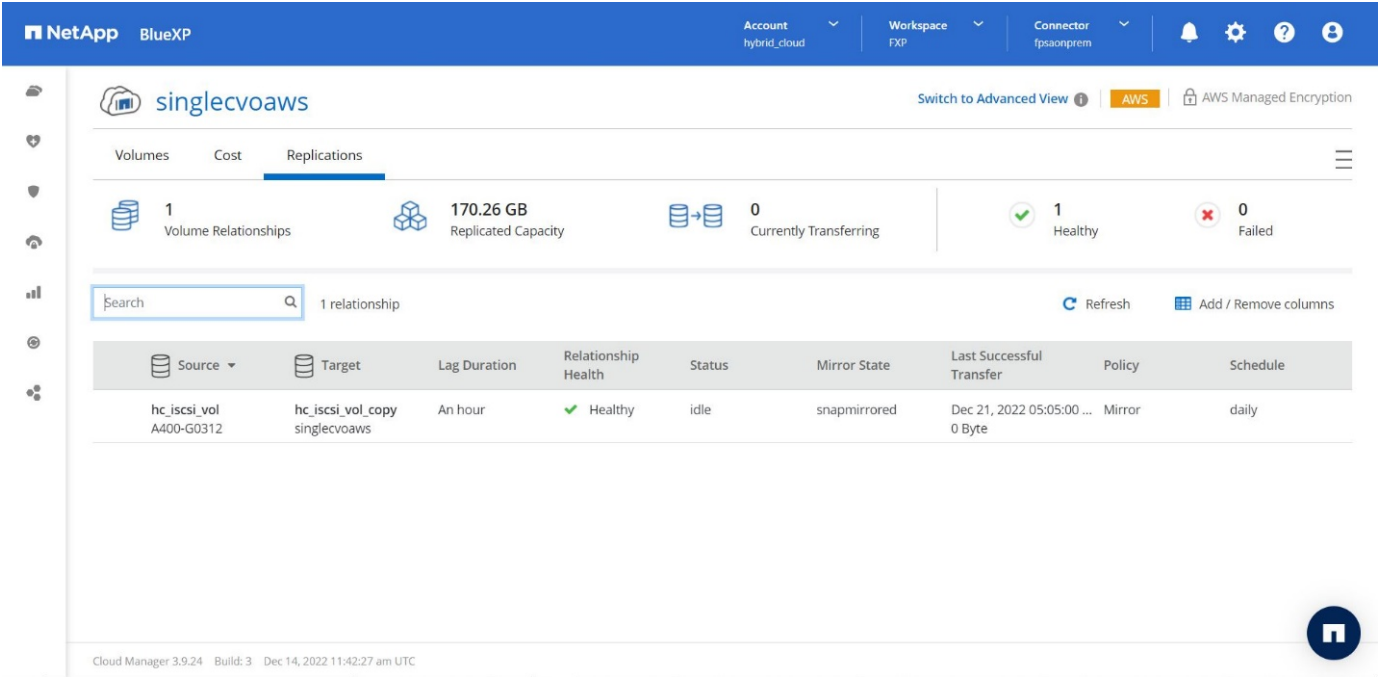 NetApp BlueXP
Account
hybrid_cloud
Workspace
FXP
Connector
fpsaonprem
singlecvoaws
Switch to Advanced View
AWS
AWS Managed Encryption
Volumes Cost Replications
1
Volume Relationships
170.26 GB
Replicated Capacity
0
Currently Transferring
1
Healthy
0
Failed
Search
1 relationship
Refresh
Add / Remove columns
Source Target Lag Duration Relationship Health Status Mirror State Last Successful Transfer Policy Schedule
hc_iscsi_vol hc_iscsi_vol_copy An hour Healthy idle snapmirrored Dec 21, 2022 05:05:00 ... Mirror daily
A400-G0312 singlecvoaws 0 Byte
Cloud Manager 3.9.24 Build: 3 Dec 14, 2022 11:42:27 am UTC